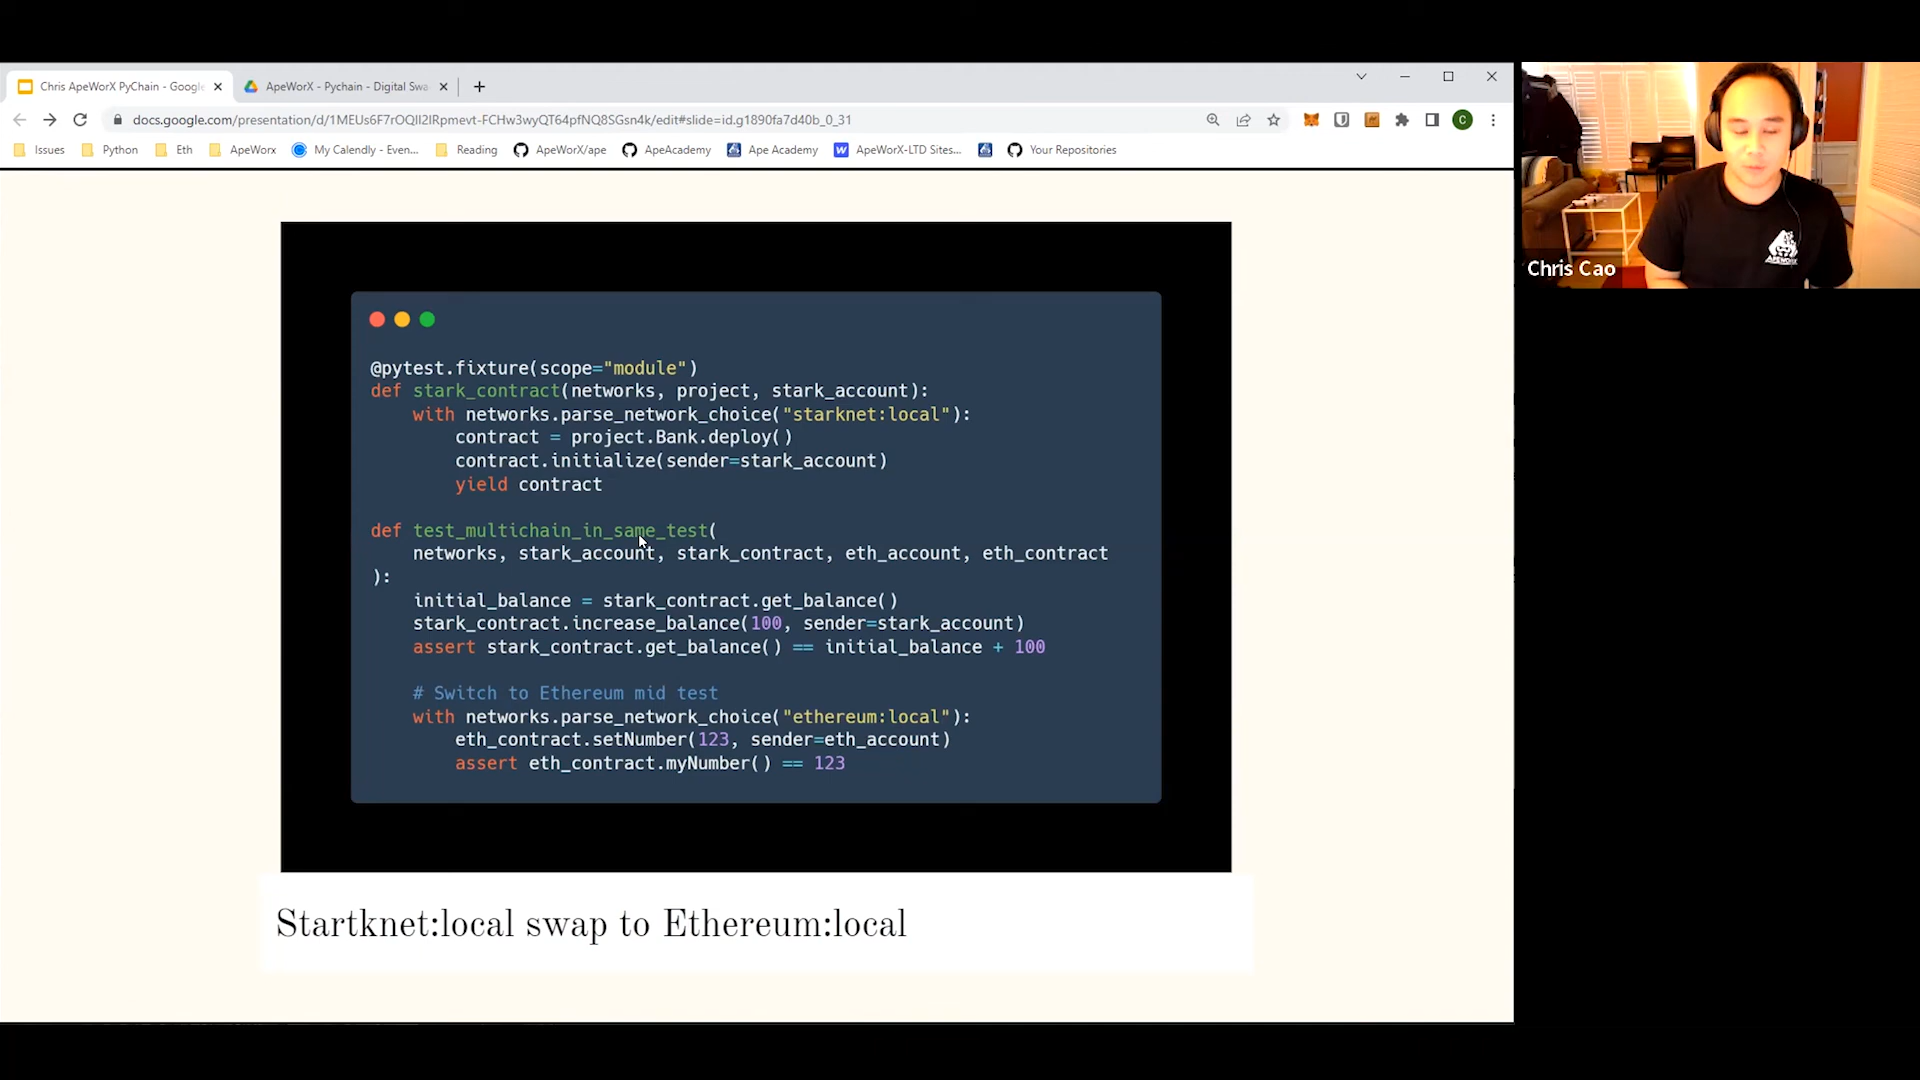 Chris ApeWorX PyChain - Google
ApeWorX - Pychain - Digital Swa
docs.google.com/presentation/d/1MEUs6F7rOQII2IRpmevt-FCHw3wyQT64pfNQ8SGsn4k/edit#slide=id.g1890fa7d40b_0_31
C
Issues
Python
Eth
ApeWorx
My Calendly - Even...
Reading
ApeWorX/ape
ApeAcademy
Ape Academy
ApeWorX-LTD Sites...
Your Repositories
@pytest.fixture(scope="module")
def stark_contract(networks, project, stark_account):
    with networks.parse_network_choice("starknet:local"):
        contract = project.Bank.deploy()
        contract.initialize(sender=stark_account)
        yield contract
def test_multichain_in_same_test(
    networks, stark_account, stark_contract, eth_account, eth_contract
):
    initial_balance = stark_contract.get_balance()
    stark_contract.increase_balance(100, sender=stark_account)
    assert stark_contract.get_balance() == initial_balance + 100
    # Switch to Ethereum mid test
    with networks.parse_network_choice("ethereum:local"):
        eth_contract.setNumber(123, sender=eth_account)
        assert eth_contract.myNumber() == 123
Startknet:local swap to Ethereum:local
APEWORX
Chris Cao